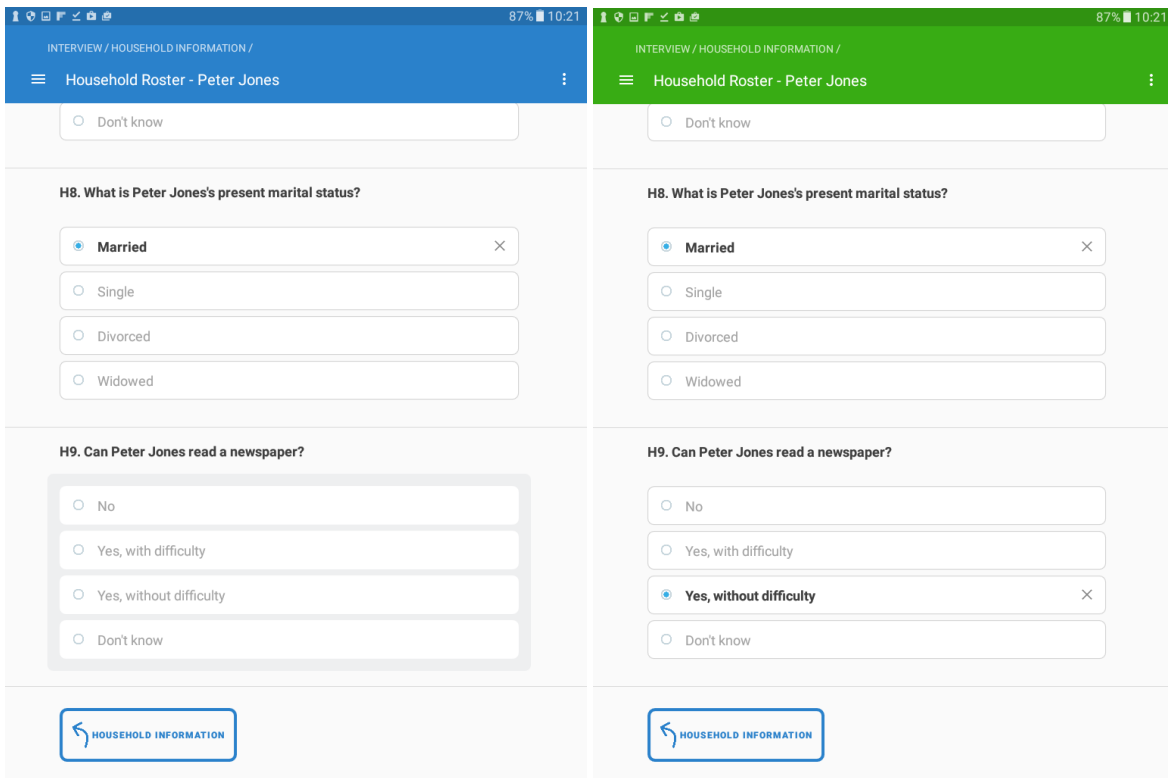 87% 10:21
INTERVIEW / HOUSEHOLD INFORMATION /
Household Roster - Peter Jones
Don't know
H8. What is Peter Jones's present marital status?
Married
Single
Divorced
Widowed
H9. Can Peter Jones read a newspaper?
No
Yes, with difficulty
Yes, without difficulty
Don't know
HOUSEHOLD INFORMATION
87% 10:21
INTERVIEW / HOUSEHOLD INFORMATION /
Household Roster - Peter Jones
Don't know
H8. What is Peter Jones's present marital status?
Married
Single
Divorced
Widowed
H9. Can Peter Jones read a newspaper?
No
Yes, with difficulty
Yes, without difficulty
Don't know
HOUSEHOLD INFORMATION